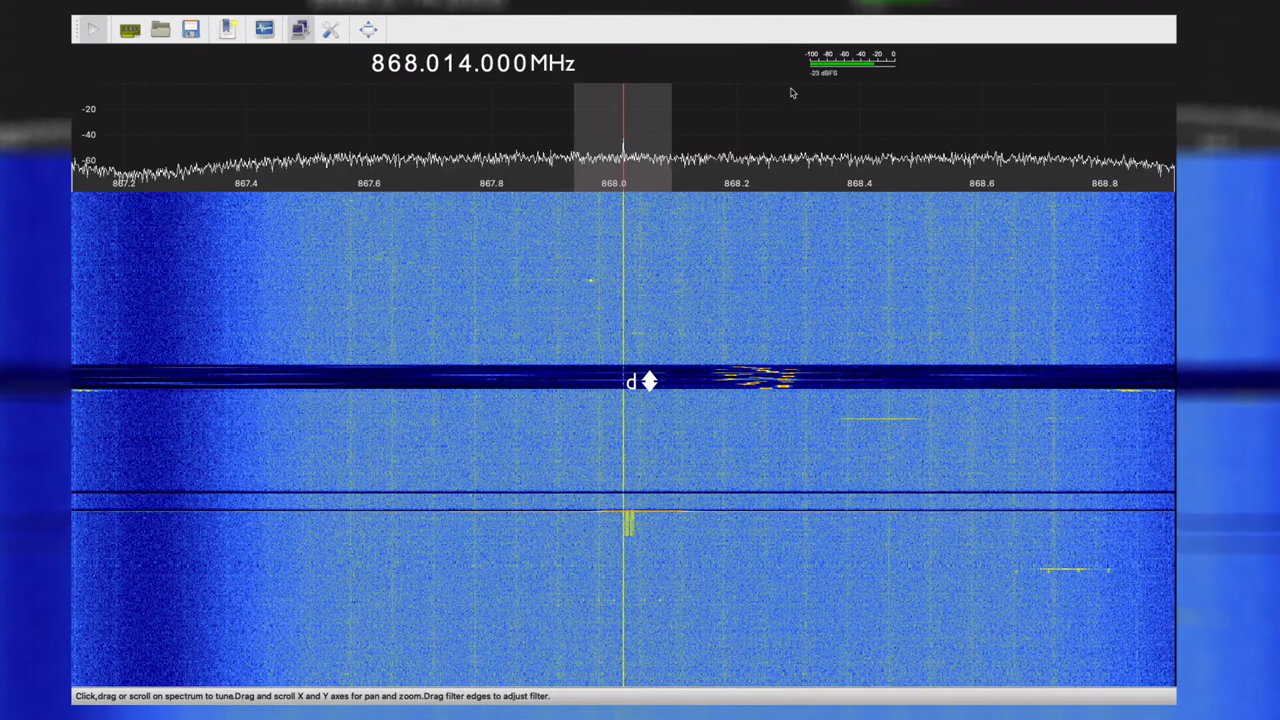 868.014.000MHz
-100 -80 -60 -40 -20 0
-23 dBFS
-20
-40
-60
867.2 867.4 867.6 867.8 868.0 868.2 868.4 868.6 868.8
d
Click,drag or scroll on spectrum to tune.Drag and scroll X and Y axes for pan and zoom.Drag filter edges to adjust filter.